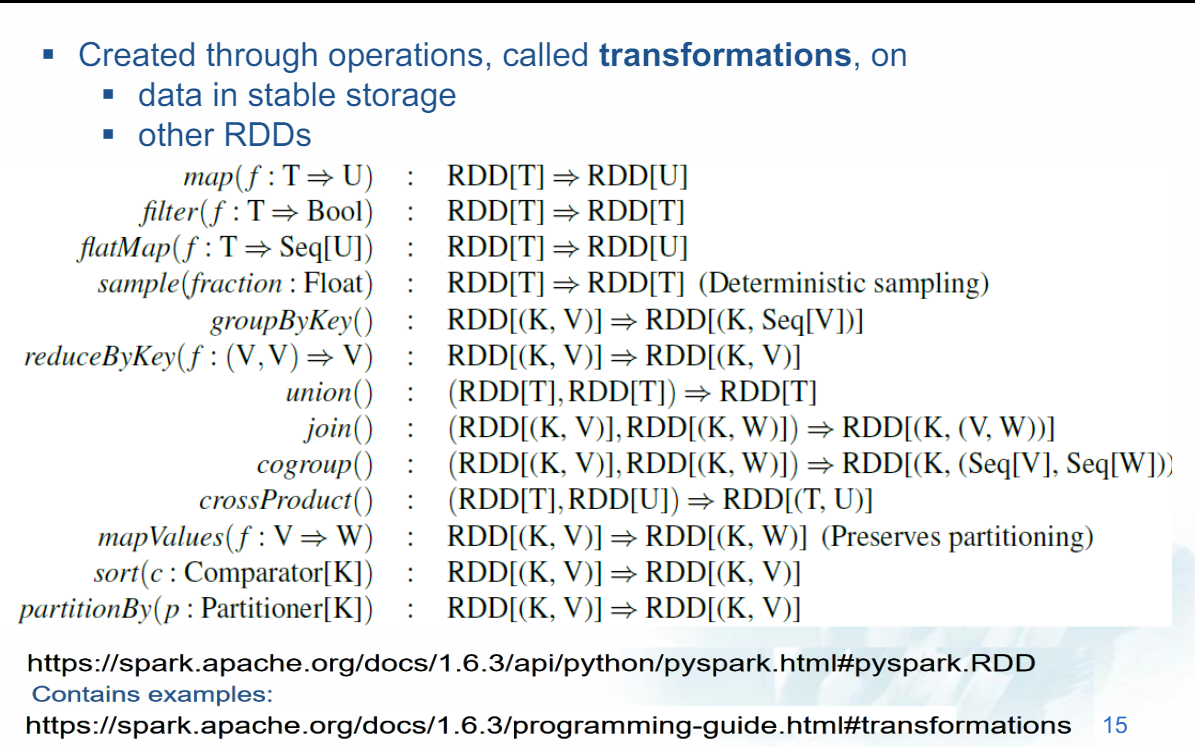 ▪ Created through operations, called transformations, on
▪ data in stable storage
▪ other RDDs
map(f : T ⇒ U) : RDD[T] ⇒ RDD[U]
filter(f : T ⇒ Bool) : RDD[T] ⇒ RDD[T]
flatMap(f : T ⇒ Seq[U]) : RDD[T] ⇒ RDD[U]
sample(fraction : Float) : RDD[T] ⇒ RDD[T] (Deterministic sampling)
groupByKey() : RDD[(K, V)] ⇒ RDD[(K, Seq[V])]
reduceByKey(f : (V,V) ⇒ V) : RDD[(K, V)] ⇒ RDD[(K, V)]
union() : (RDD[T],RDD[T]) ⇒ RDD[T]
join() : (RDD[(K, V)],RDD[(K, W)]) ⇒ RDD[(K, (V, W))]
cogroup() : (RDD[(K, V)],RDD[(K, W)]) ⇒ RDD[(K, (Seq[V], Seq[W]))
crossProduct() : (RDD[T],RDD[U]) ⇒ RDD[(T, U)]
mapValues(f : V ⇒ W) : RDD[(K, V)] ⇒ RDD[(K, W)] (Preserves partitioning)
sort(c : Comparator[K]) : RDD[(K, V)] ⇒ RDD[(K, V)]
partitionBy(p : Partitioner[K]) : RDD[(K, V)] ⇒ RDD[(K, V)]
https://spark.apache.org/docs/1.6.3/api/python/pyspark.html#pyspark.RDD
Contains examples:
https://spark.apache.org/docs/1.6.3/programming-guide.html#transformations 15